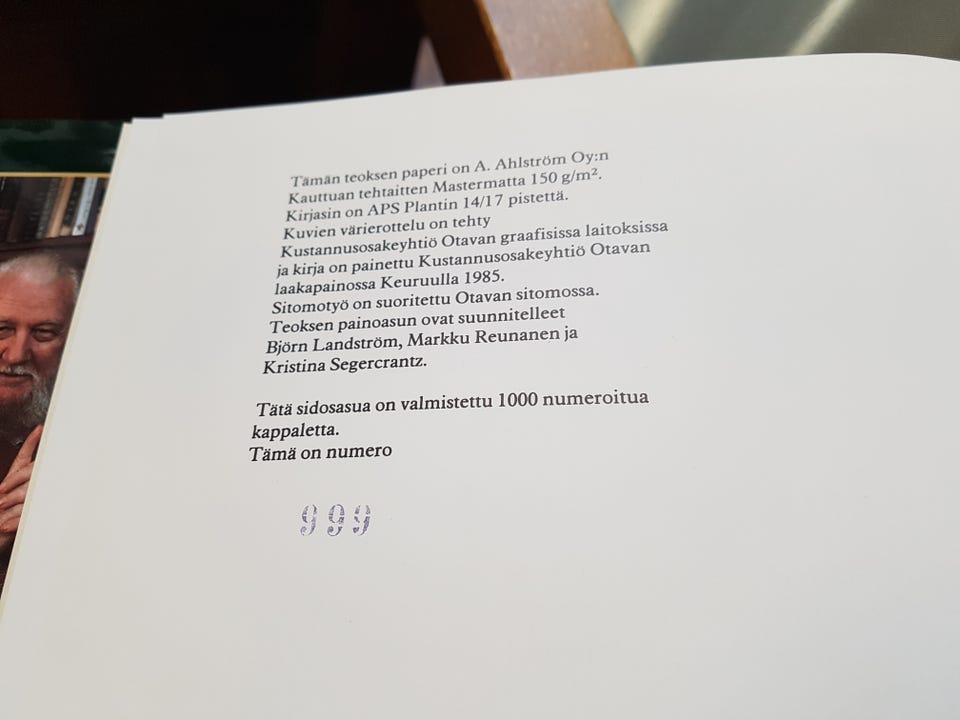 Tämän teoksen paperi on A. Ahlström Oy:n
Kauttuan tehtaitten Mastermatta 150 g/m².
Kirjasin on APS Plantin 14/17 pistettä.
Kuvien värierottelu on tehty
Kustannusosakeyhtiö Otavan graafisissa laitoksissa
ja kirja on painettu Kustannusosakeyhtiö Otavan
laakapainossa Keuruulla 1985.
Sitomotyö on suoritettu Otavan sitomossa.
Teoksen painoasun ovat suunnitelleet
Björn Landström, Markku Reunanen ja
Kristina Segercrantz.
Tätä sidosasua on valmistettu 1000 numeroitua
kappaletta.
Tämä on numero
999